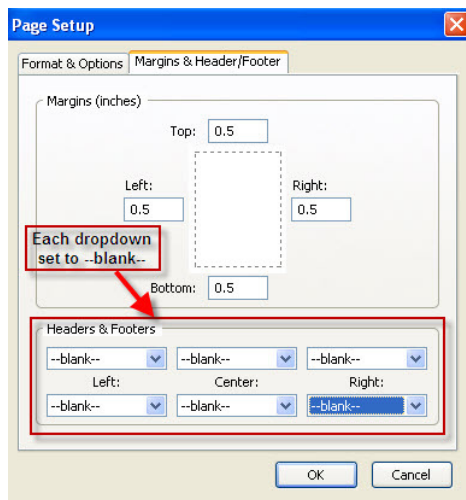 Page Setup
Format & Options
Margins & Header/Footer
Margins (inches)
Top: 0.5
Left:
Right:
0.5
0.5
Each dropdown
set to --blank--
Bottom: 0.5
Headers & Footers
--blank--
--blank--
--blank--
Left:
Center:
Right:
--blank--
--blank--
--blank--
OK
Cancel